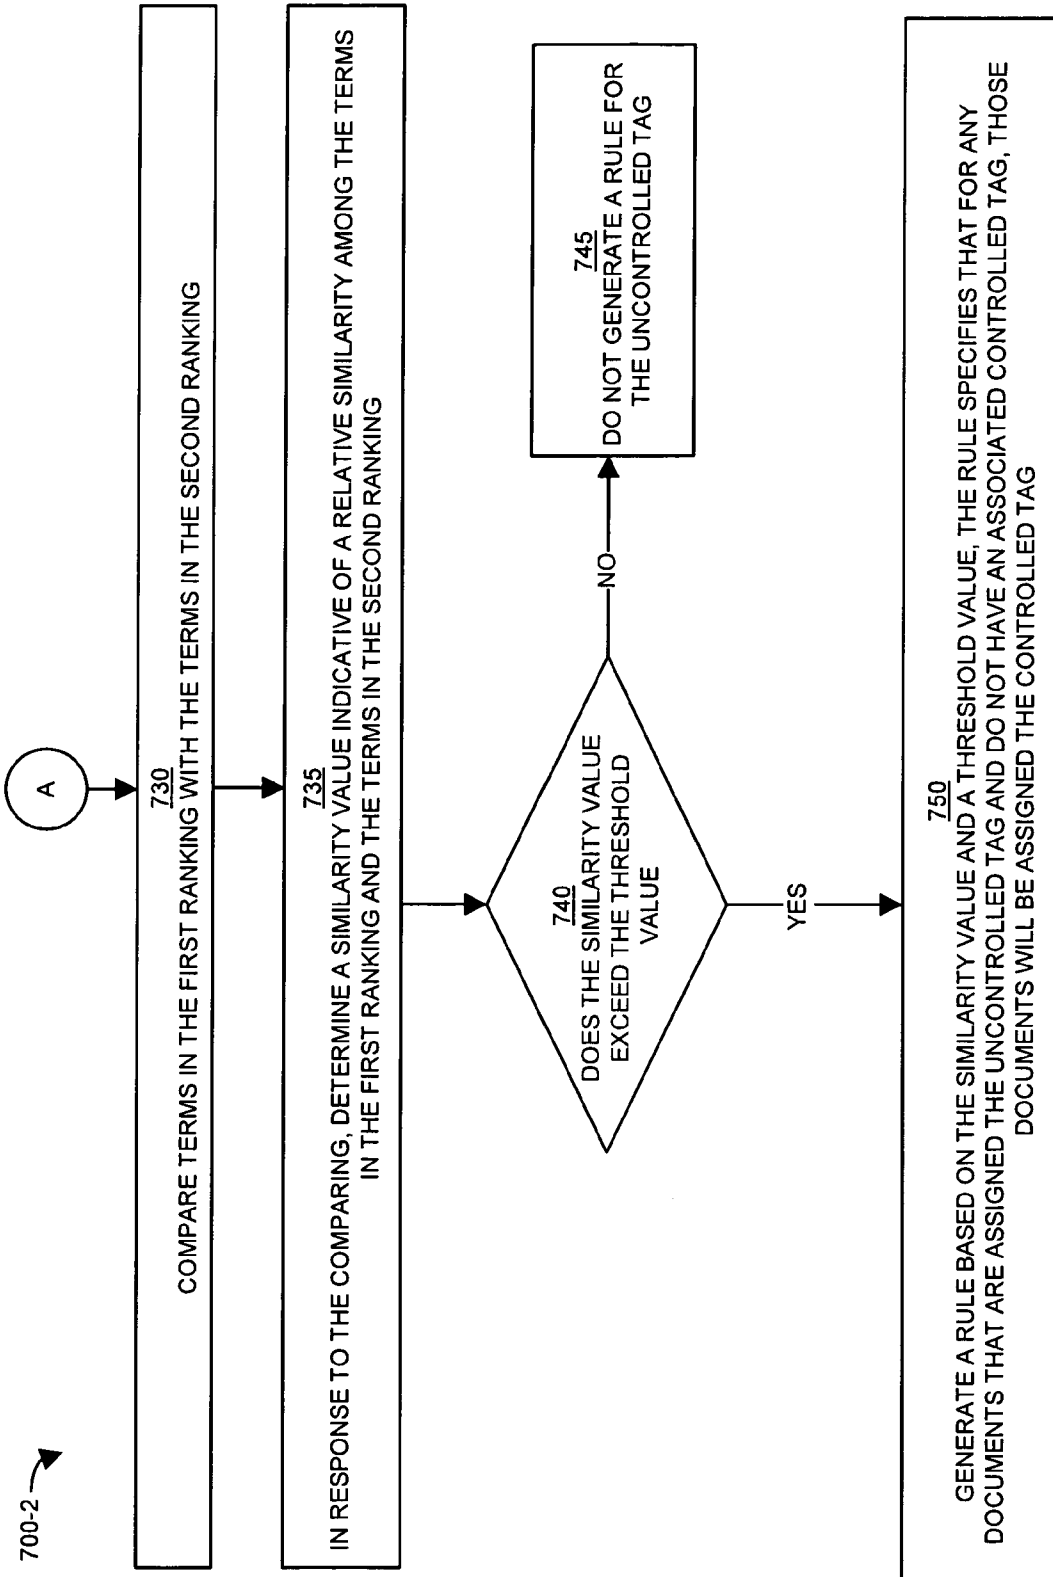 700-2
A
730
COMPARE TERMS IN THE FIRST RANKING WITH THE TERMS IN THE SECOND RANKING
735
IN RESPONSE TO THE COMPARING, DETERMINE A SIMILARITY VALUE INDICATIVE OF A RELATIVE SIMILARITY AMONG THE TERMS
IN THE FIRST RANKING AND THE TERMS IN THE SECOND RANKING
740
DOES THE SIMILARITY VALUE
EXCEED THE THRESHOLD
VALUE
NO
745
DO NOT GENERATE A RULE FOR
THE UNCONTROLLED TAG
YES
750
GENERATE A RULE BASED ON THE SIMILARITY VALUE AND A THRESHOLD VALUE, THE RULE SPECIFIES THAT FOR ANY
DOCUMENTS THAT ARE ASSIGNED THE UNCONTROLLED TAG AND DO NOT HAVE AN ASSOCIATED CONTROLLED TAG, THOSE
DOCUMENTS WILL BE ASSIGNED THE CONTROLLED TAG